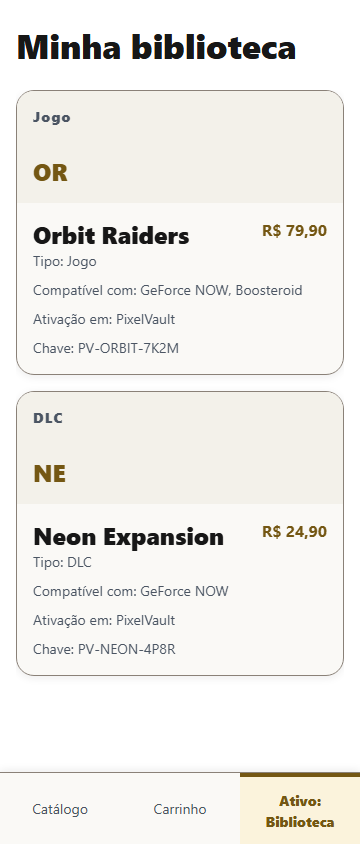 Minha biblioteca
Jogo
OR
Orbit Raiders
R$ 79,90
Tipo: Jogo
Compatível com: GeForce NOW, Boosteroid
Ativação em: PixelVault
Chave: PV-ORBIT-7K2M
DLC
NE
Neon Expansion
R$ 24,90
Tipo: DLC
Compatível com: GeForce NOW
Ativação em: PixelVault
Chave: PV-NEON-4P8R
Catálogo
Carrinho
Ativo:
Biblioteca